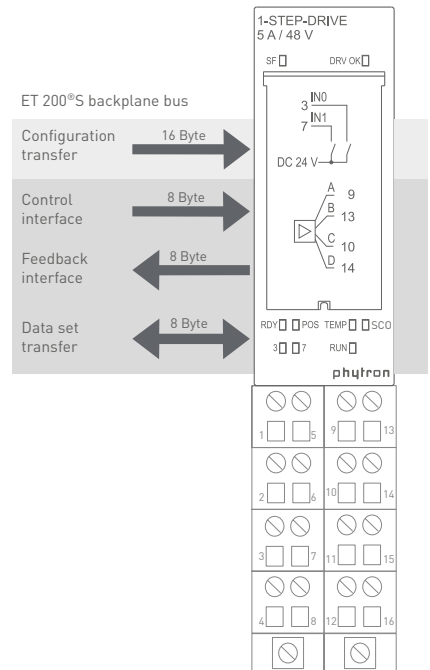 1-STEP-DRIVE
5 A / 48 V
SF DRV OK
ET 200®S backplane bus
IN0
3
IN1
7
Configuration
transfer
16 Byte
DC 24 V
Control
interface
8 Byte
A
9
B
13
C
10
D
14
Feedback
interface
8 Byte
Data set
transfer
8 Byte
RDY POS TEMP SCO
3 7 RUN
phytron
1 5 9 13
2 6 10 14
3 7 11 15
4 8 12 16